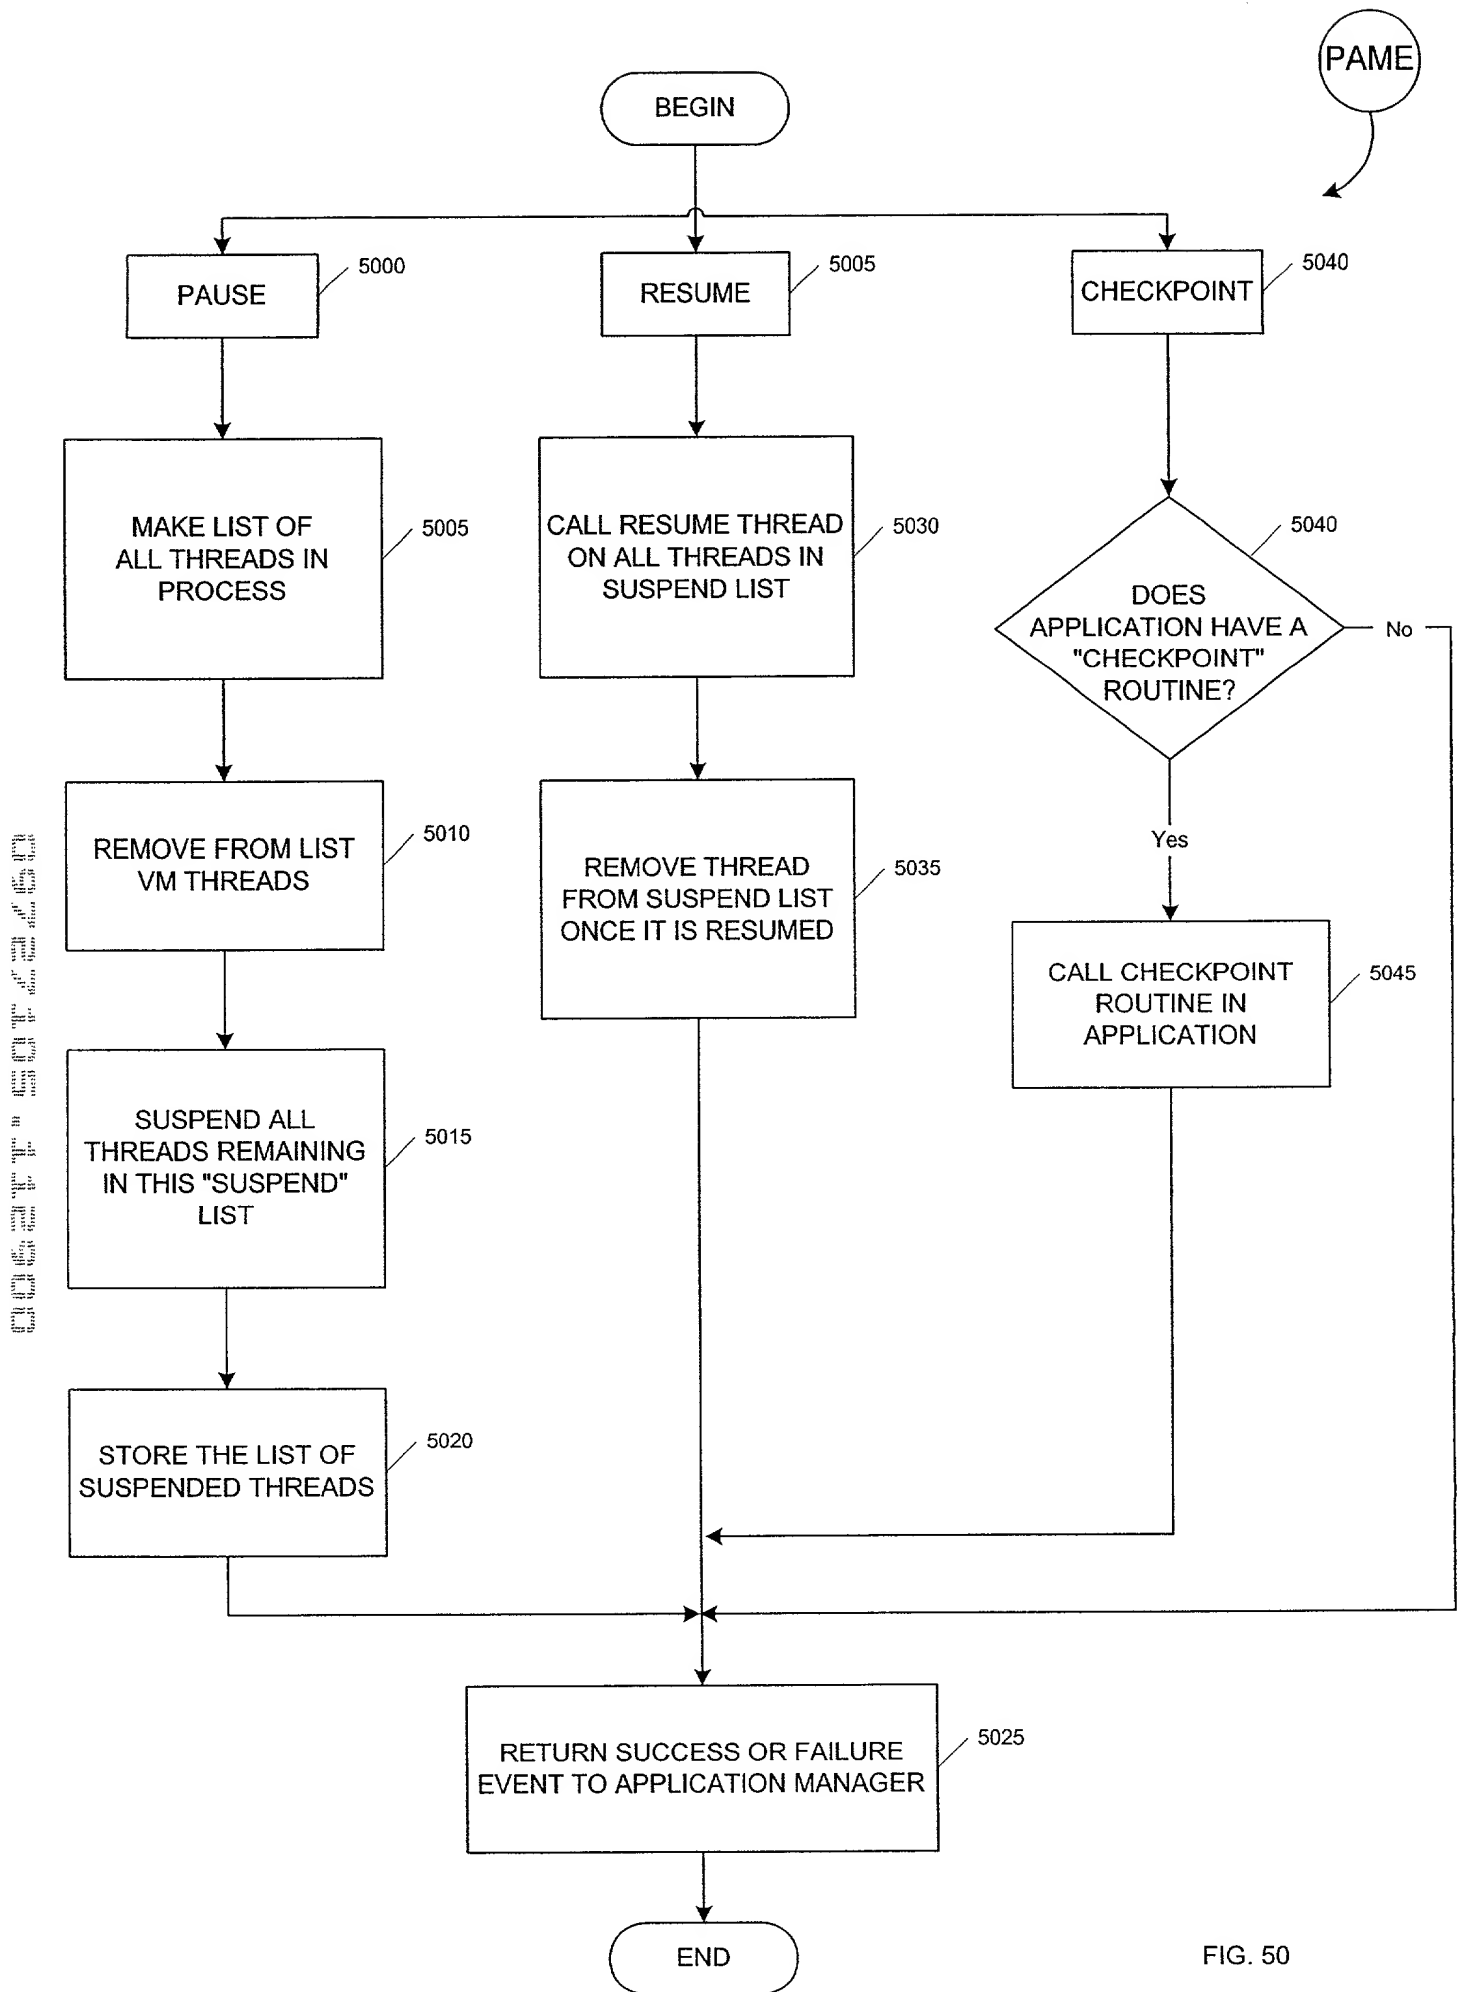 PAME
BEGIN
PAUSE
5000
RESUME
5005
CHECKPOINT
5040
MAKE LIST OF
ALL THREADS IN
PROCESS
5005
CALL RESUME THREAD
ON ALL THREADS IN
SUSPEND LIST
5030
DOES
APPLICATION HAVE A
"CHECKPOINT"
ROUTINE?
5040
No
Yes
REMOVE FROM LIST
VM THREADS
5010
REMOVE THREAD
FROM SUSPEND LIST
ONCE IT IS RESUMED
5035
CALL CHECKPOINT
ROUTINE IN
APPLICATION
5045
SUSPEND ALL
THREADS REMAINING
IN THIS "SUSPEND"
LIST
5015
STORE THE LIST OF
SUSPENDED THREADS
5020
RETURN SUCCESS OR FAILURE
EVENT TO APPLICATION MANAGER
5025
END
FIG. 50